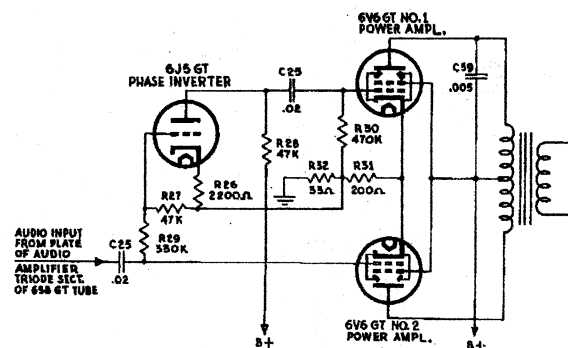 6V6 GT NO.1
POWER AMPL.
6J5 GT
PHASE INVERTER
C25
.02
C59
.005
R28
47K
R30
470K
R32
33Ω
R31
200Ω
R26
2200Ω
R27
47K
R29
330K
AUDIO INPUT
FROM PLATE
OF AUDIO
AMPLIFIER
TRIODE SECT.
OF 6S8 GT TUBE
C25
.02
6V6 GT NO.2
POWER AMPL.
B+
B+